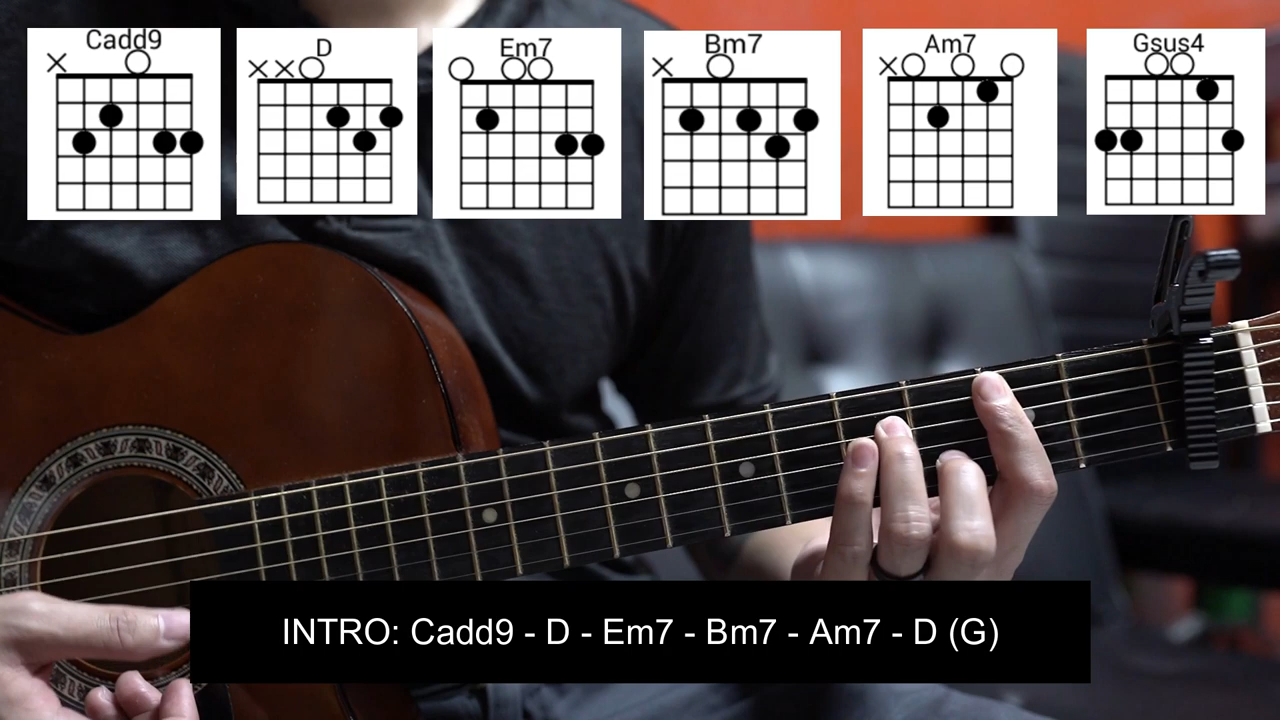 Cadd9
D
Em7
Bm7
Am7
Gsus4
INTRO: Cadd9 - D - Em7 - Bm7 - Am7 - D (G)